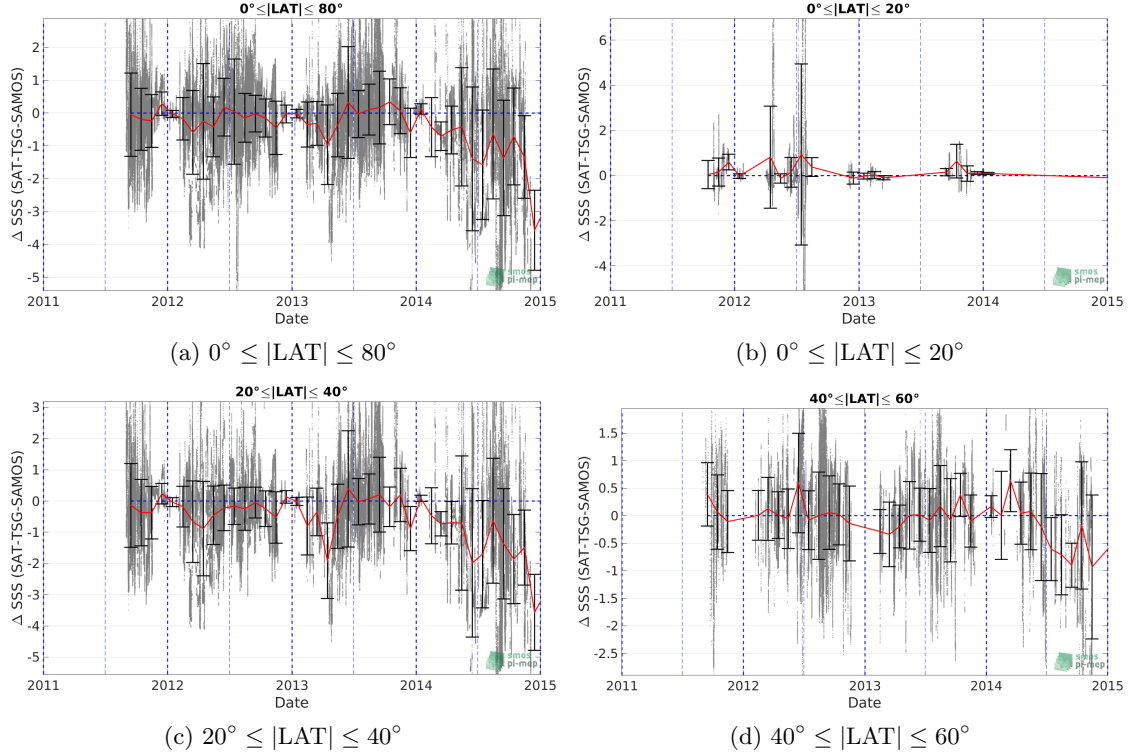 0°≤|LAT|≤ 80°
Δ SSS (SAT-TSG-SAMOS)
2
1
0
-1
-2
-3
-4
-5
2011
2012
2013
2014
2015
Date
smos
pi-mep
(a) 0° ≤ |LAT| ≤ 80°
0°≤|LAT|≤ 20°
Δ SSS (SAT-TSG-SAMOS)
6
4
2
0
-2
-4
2011
2012
2013
2014
2015
Date
smos
pi-mep
(b) 0° ≤ |LAT| ≤ 20°
20°≤|LAT|≤ 40°
Δ SSS (SAT-TSG-SAMOS)
3
2
1
0
-1
-2
-3
-4
-5
2011
2012
2013
2014
2015
Date
smos
pi-mep
(c) 20° ≤ |LAT| ≤ 40°
40°≤|LAT|≤ 60°
Δ SSS (SAT-TSG-SAMOS)
1.5
1
0.5
0
-0.5
-1
-1.5
-2
-2.5
2011
2012
2013
2014
2015
Date
smos
pi-mep
(d) 40° ≤ |LAT| ≤ 60°